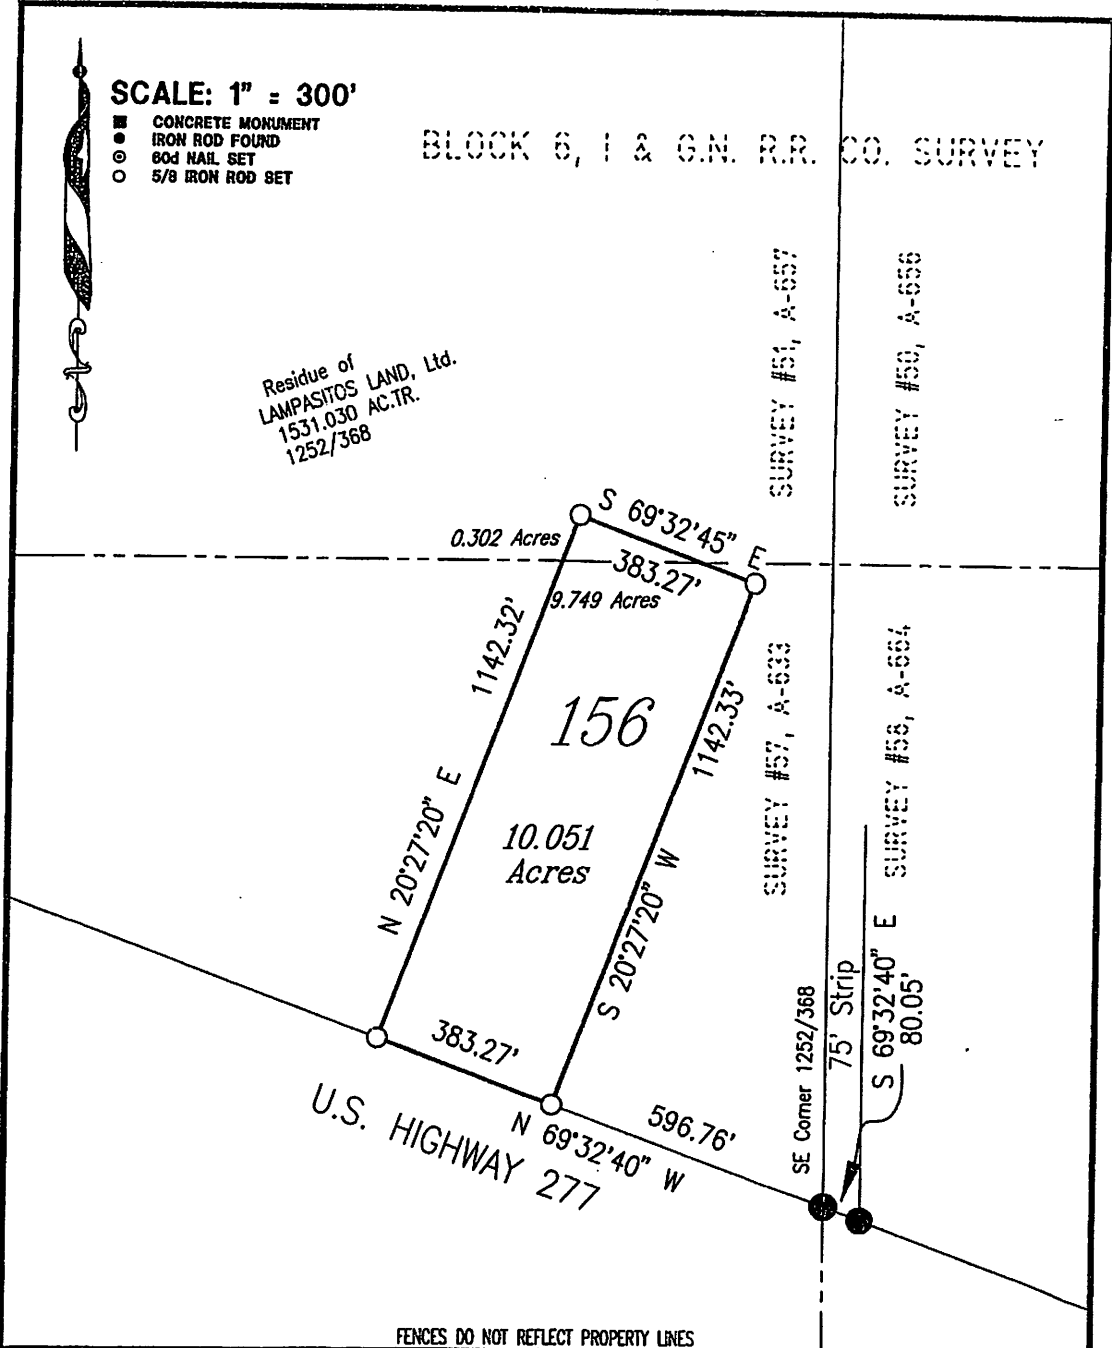 SCALE: 1" = 300'
CONCRETE MONUMENT
IRON ROD FOUND
60d NAIL SET
5/8 IRON ROD SET
BLOCK 6, I & G.N. R.R. CO. SURVEY
SURVEY #51, A-657
SURVEY #50, A-656
Residue of
LAMPASITOS LAND, Ltd.
1531.030 AC.TR.
1252/368
S 69°32'45" E
0.302 Acres
383.27'
9.749 Acres
1142.32'
156
1142.33'
SURVEY #57, A-633
SURVEY #58, A-664
N 20°27'20" E
10.051
Acres
S 20°27'20" W
SE Corner 1252/368
75' Strip
S 69°32'40" E
80.05'
383.27'
596.76'
N 69°32'40" W
U.S. HIGHWAY 277
FENCES DO NOT REFLECT PROPERTY LINES